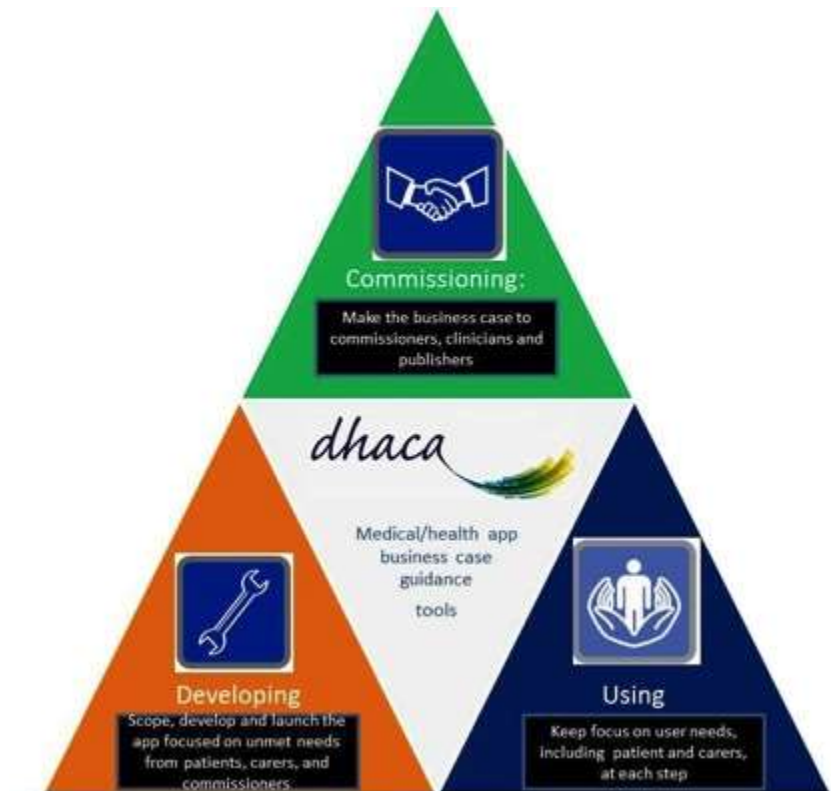 Commissioning:
Make the business case to
commissioners, clinicians and
publishers
dhaca
Medical/health app
business case
guidance
tools
Developing
Scope, develop and launch the
app focused on unmet needs
from patients, carers, and
commissioners
Using
Keep focus on user needs,
including patient and carers,
at each step